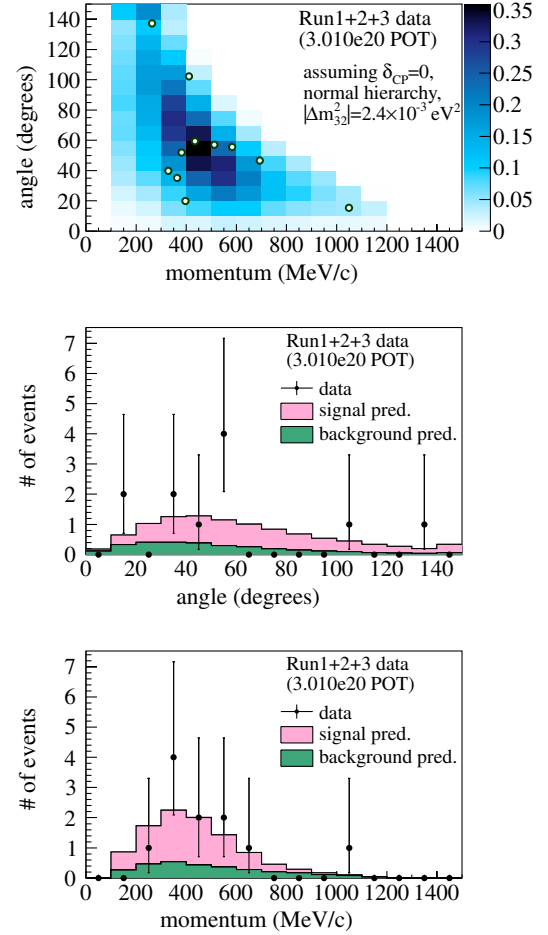 Run1+2+3 data
(3.010e20 POT)
assuming δCP=0,
normal hierarchy,
|Δm²32|=2.4×10⁻³ eV²
angle (degrees)
140
120
100
80
60
40
20
0
0 200 400 600 800 1000 1200 1400
momentum (MeV/c)
0.35
0.3
0.25
0.2
0.15
0.1
0.05
0
Run1+2+3 data
(3.010e20 POT)
data
signal pred.
background pred.
# of events
7
6
5
4
3
2
1
0
0 20 40 60 80 100 120 140
angle (degrees)
Run1+2+3 data
(3.010e20 POT)
data
signal pred.
background pred.
# of events
7
6
5
4
3
2
1
0
0 200 400 600 800 1000 1200 1400
momentum (MeV/c)